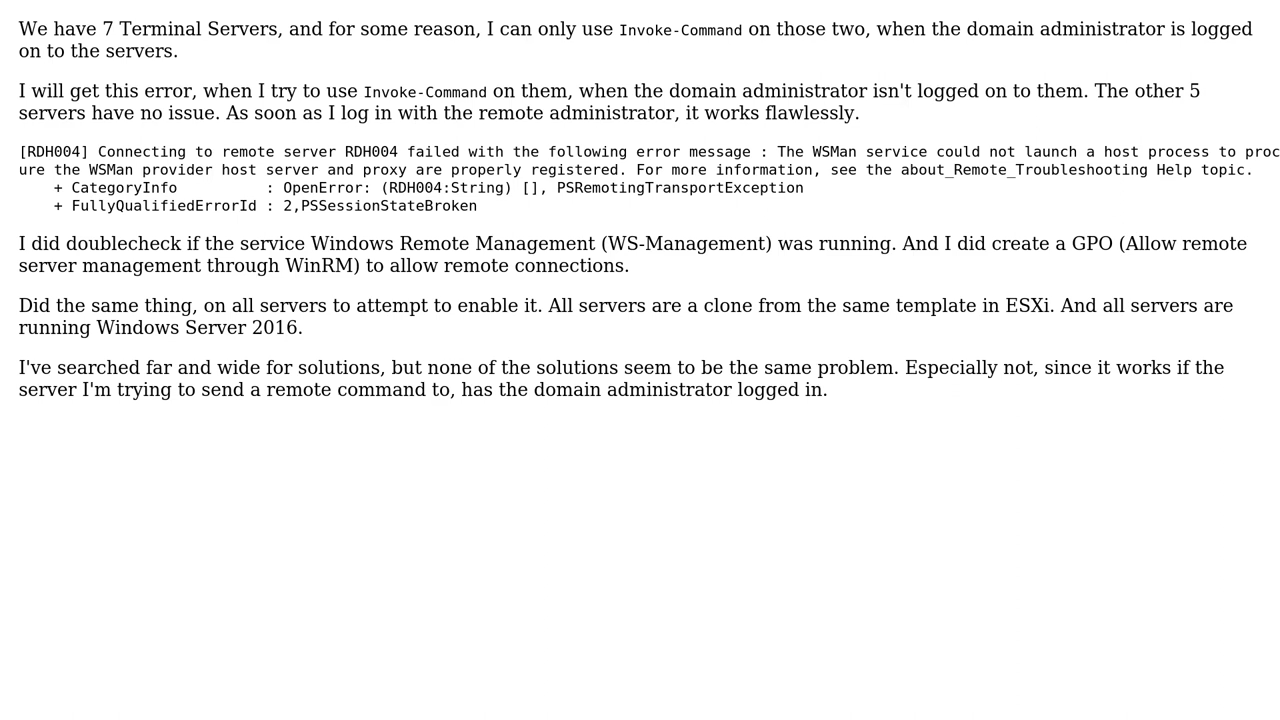 We have 7 Terminal Servers, and for some reason, I can only use Invoke-Command on those two, when the domain administrator is logged
on to the servers.
I will get this error, when I try to use Invoke-Command on them, when the domain administrator isn't logged on to them. The other 5
servers have no issue. As soon as I log in with the remote administrator, it works flawlessly.
[RDH004] Connecting to remote server RDH004 failed with the following error message : The WSMan service could not launch a host process to proc
ure the WSMan provider host server and proxy are properly registered. For more information, see the about_Remote_Troubleshooting Help topic.
    + CategoryInfo          : OpenError: (RDH004:String) [], PSRemotingTransportException
    + FullyQualifiedErrorId : 2,PSSessionStateBroken
I did doublecheck if the service Windows Remote Management (WS-Management) was running. And I did create a GPO (Allow remote
server management through WinRM) to allow remote connections.
Did the same thing, on all servers to attempt to enable it. All servers are a clone from the same template in ESXi. And all servers are
running Windows Server 2016.
I've searched far and wide for solutions, but none of the solutions seem to be the same problem. Especially not, since it works if the
server I'm trying to send a remote command to, has the domain administrator logged in.